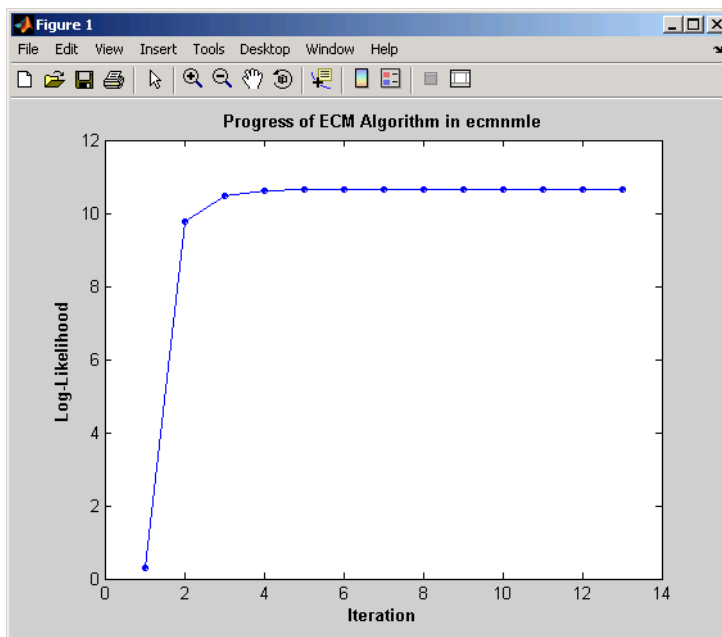 Figure 1
File Edit View Insert Tools Desktop Window Help
Progress of ECM Algorithm in ecmnmle
12
10
8
6
4
2
0
Log-Likelihood
0 2 4 6 8 10 12 14
Iteration